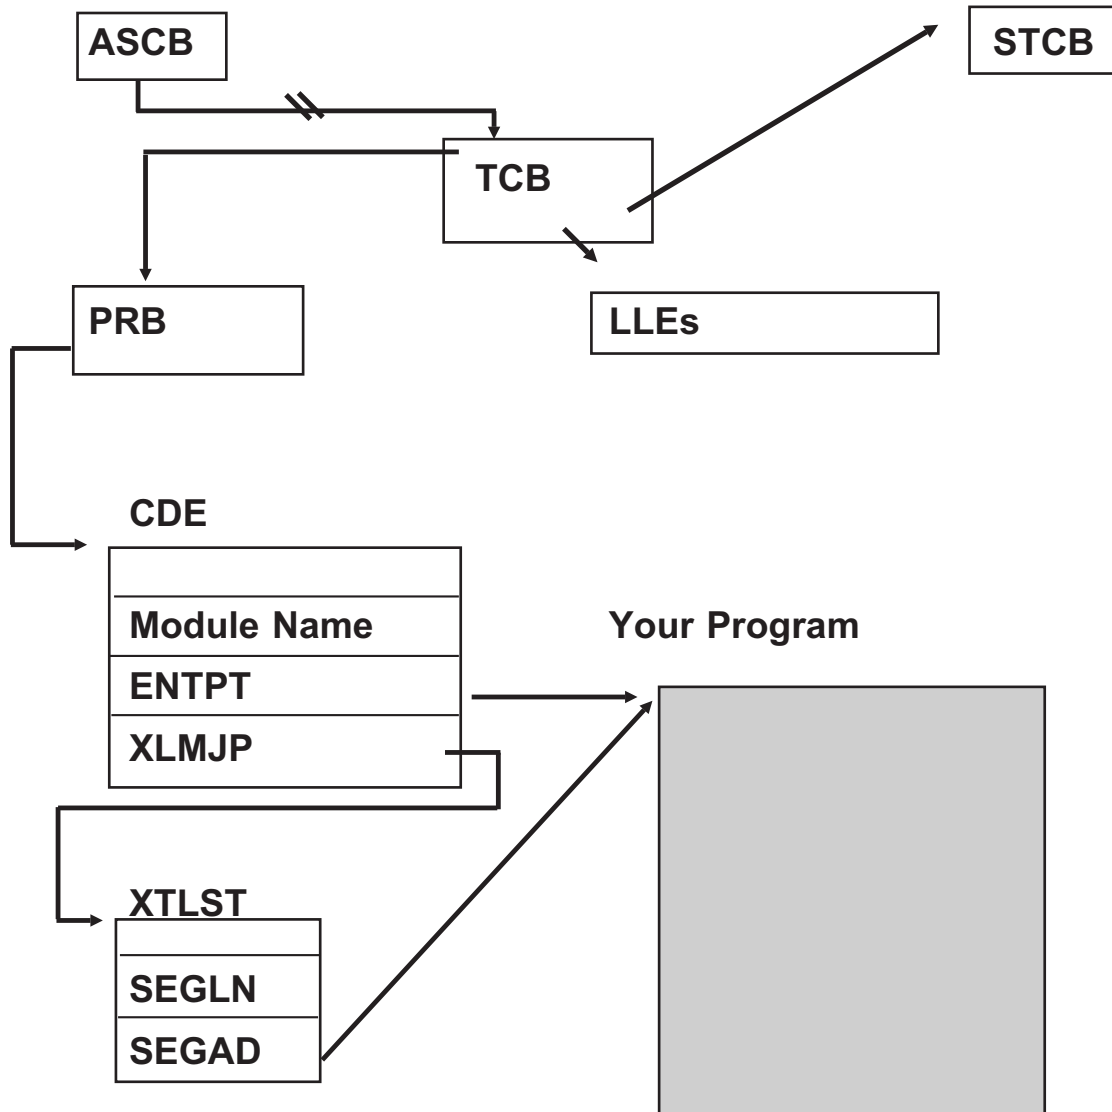 ASCB
STCB
TCB
PRB
LLEs
CDE
Module Name
Your Program
ENTPT
XLMJP
XTLST
SEGLN
SEGAD